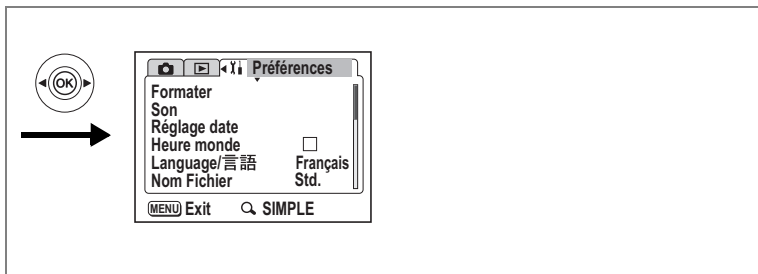 OK
Préférences
Formater
Son
Réglage date
Heure monde
Language/言語 Français
Nom Fichier Std.
MENU Exit SIMPLE